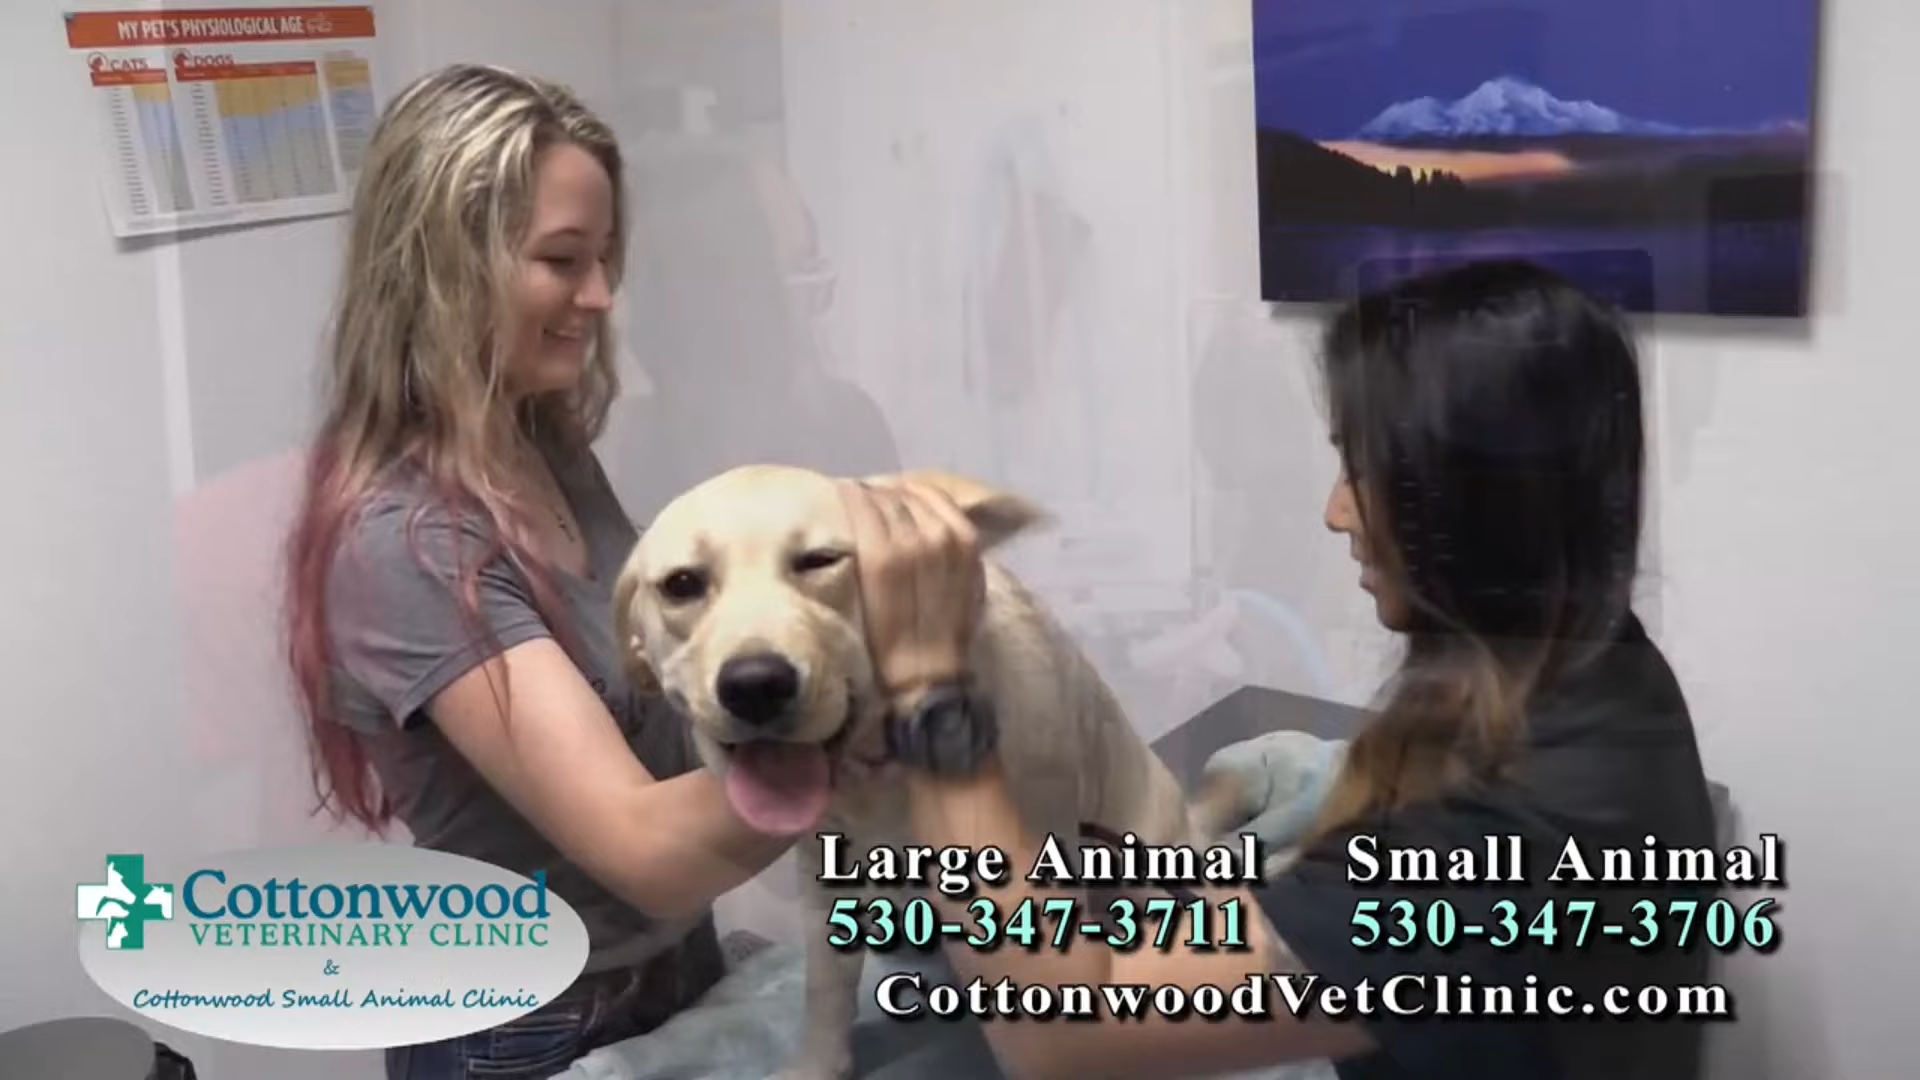 MY PET'S PHYSIOLOGICAL AGE
CATS DOGS
Cottonwood
VETERINARY CLINIC
&
Cottonwood Small Animal Clinic
Large Animal
530-347-3711
Small Animal
530-347-3706
CottonwoodVetClinic.com